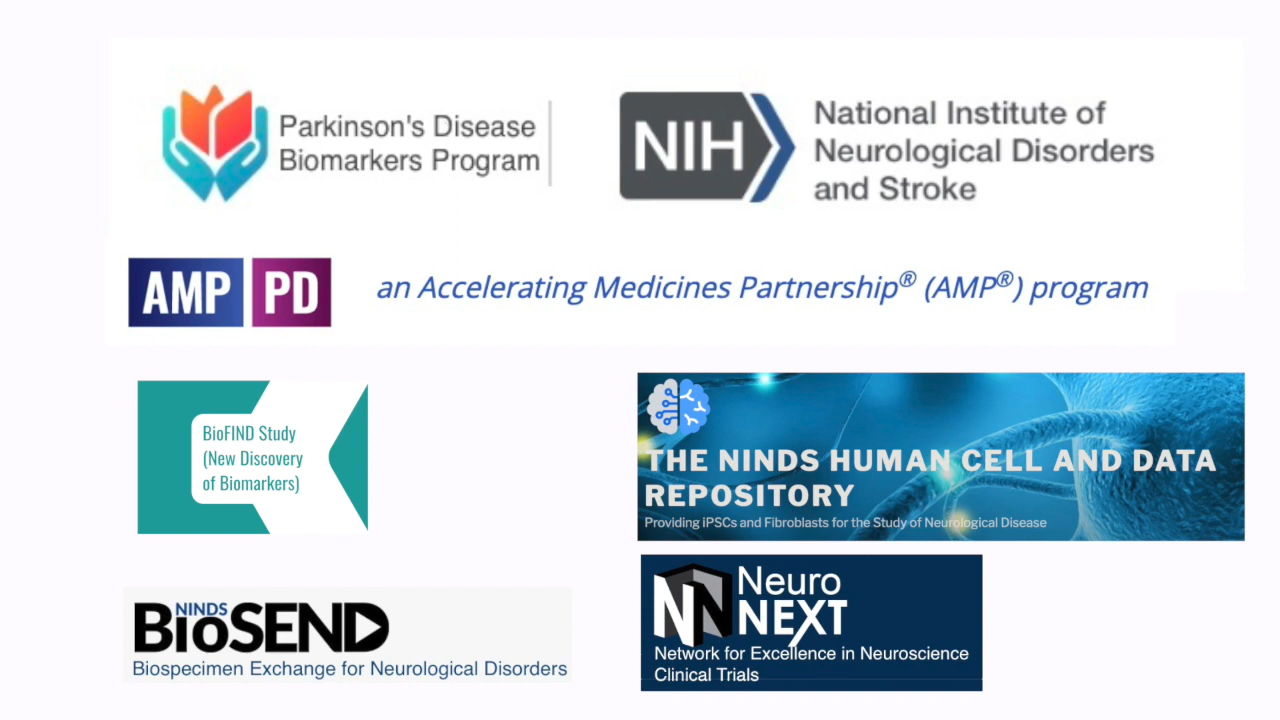 Parkinson's Disease
Biomarkers Program
NIH
National Institute of
Neurological Disorders
and Stroke
AMP PD
an Accelerating Medicines Partnership® (AMP®) program
BioFIND Study
(New Discovery
of Biomarkers)
THE NINDS HUMAN CELL AND DATA
REPOSITORY
Providing iPSCs and Fibroblasts for the Study of Neurological Disease
NINDS
BioSEND
Biospecimen Exchange for Neurological Disorders
NN
Neuro
NEXT
Network for Excellence in Neuroscience
Clinical Trials